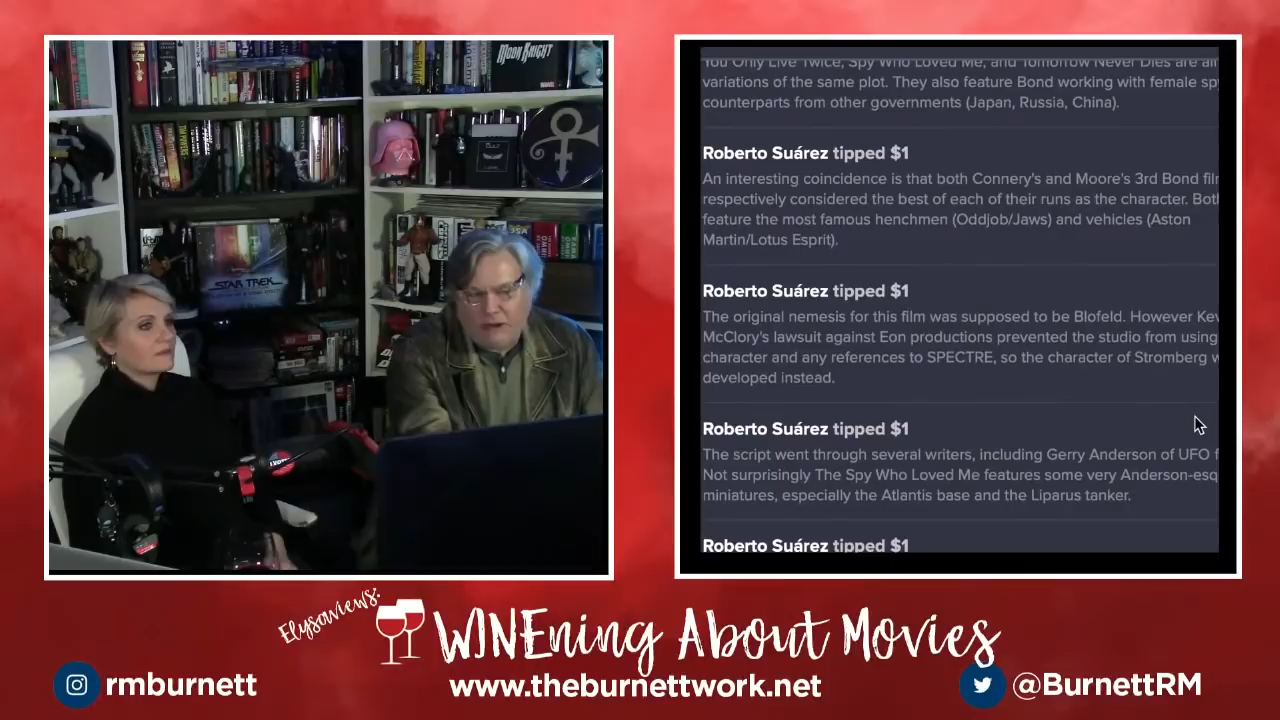 MOON KNIGHT
STAR TREK
You Only Live Twice, Spy Who Loved Me, and Tomorrow Never Dies are all
variations of the same plot. They also feature Bond working with female sp
counterparts from other governments (Japan, Russia, China).
Roberto Suárez tipped $1
An interesting coincidence is that both Connery's and Moore's 3rd Bond fil
respectively considered the best of each of their runs as the character. Bot
feature the most famous henchmen (Oddjob/Jaws) and vehicles (Aston
Martin/Lotus Esprit).
Roberto Suárez tipped $1
The original nemesis for this film was supposed to be Blofeld. However Kev
McClory's lawsuit against Eon productions prevented the studio from using
character and any references to SPECTRE, so the character of Stromberg w
developed instead.
Roberto Suárez tipped $1
The script went through several writers, including Gerry Anderson of UFO f
Not surprisingly The Spy Who Loved Me features some very Anderson-esq
miniatures, especially the Atlantis base and the Liparus tanker.
Roberto Suárez tipped $1
Elysaviews:
WINEning About Movies
rmburnett
www.theburnettwork.net
@BurnettRM